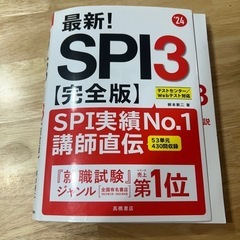 '24
最新!
SPI3
【完全版】
テストセンター/
Webテスト対応
SPI実績No.1
講師直伝
53単元
430問収録
『就職試験』
ジャンル
売上
第1位
高橋書店
3
説